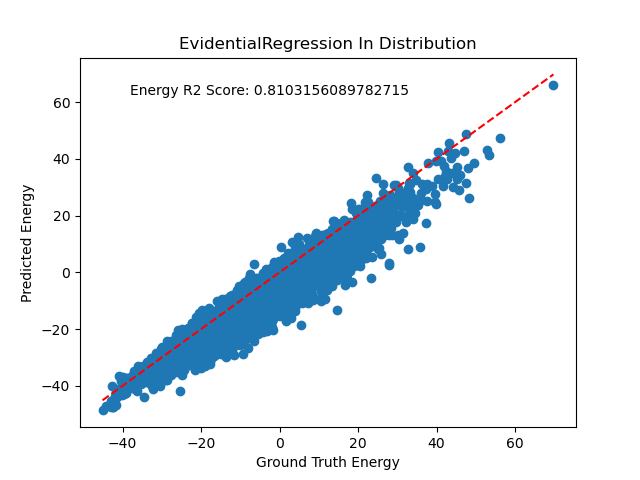 EvidentialRegression In Distribution
Energy R2 Score: 0.8103156089782715
60
40
20
0
−20
−40
Predicted Energy
−40 −20 0 20 40 60
Ground Truth Energy